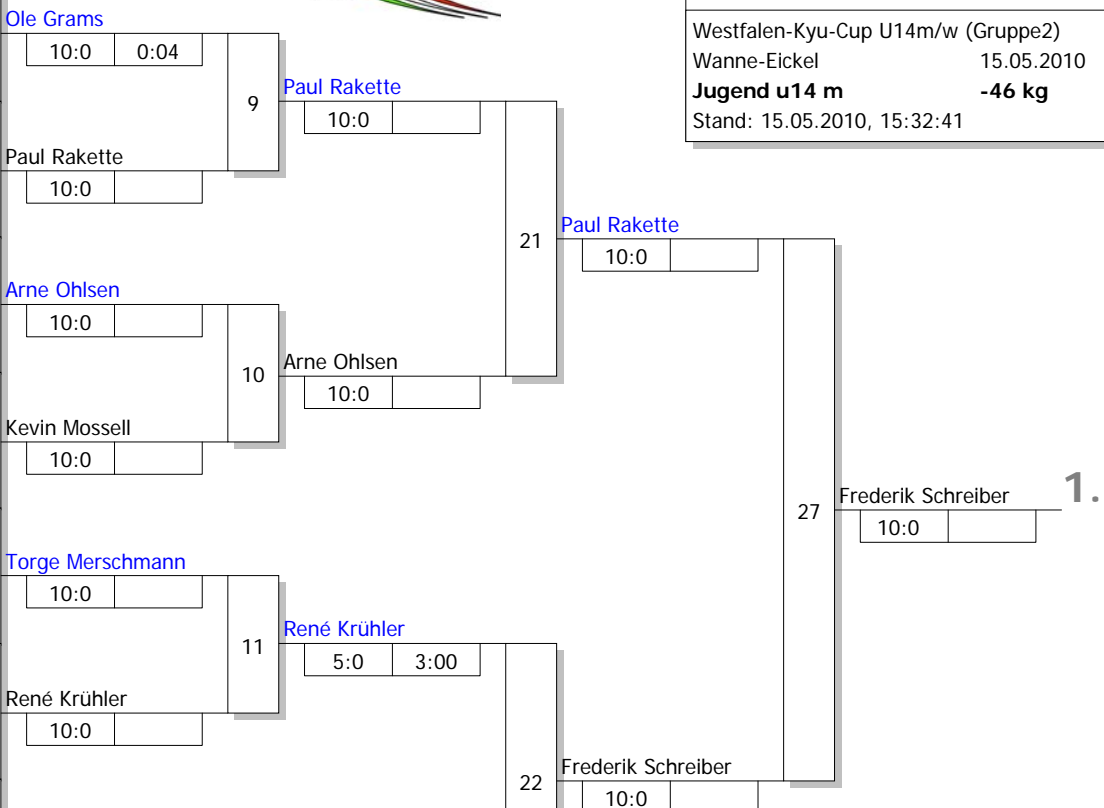 Ole Grams
10:0 0:04
Westfalen-Kyu-Cup U14m/w (Gruppe2)
Wanne-Eickel 15.05.2010
Jugend u14 m -46 kg
Stand: 15.05.2010, 15:32:41
9
Paul Rakette
10:0
Paul Rakette
10:0
21
Paul Rakette
10:0
Arne Ohlsen
10:0
10
Arne Ohlsen
10:0
Kevin Mossell
10:0
27
Frederik Schreiber
1.
10:0
Torge Merschmann
10:0
11
René Krühler
5:0 3:00
René Krühler
10:0
22
Frederik Schreiber
10:0